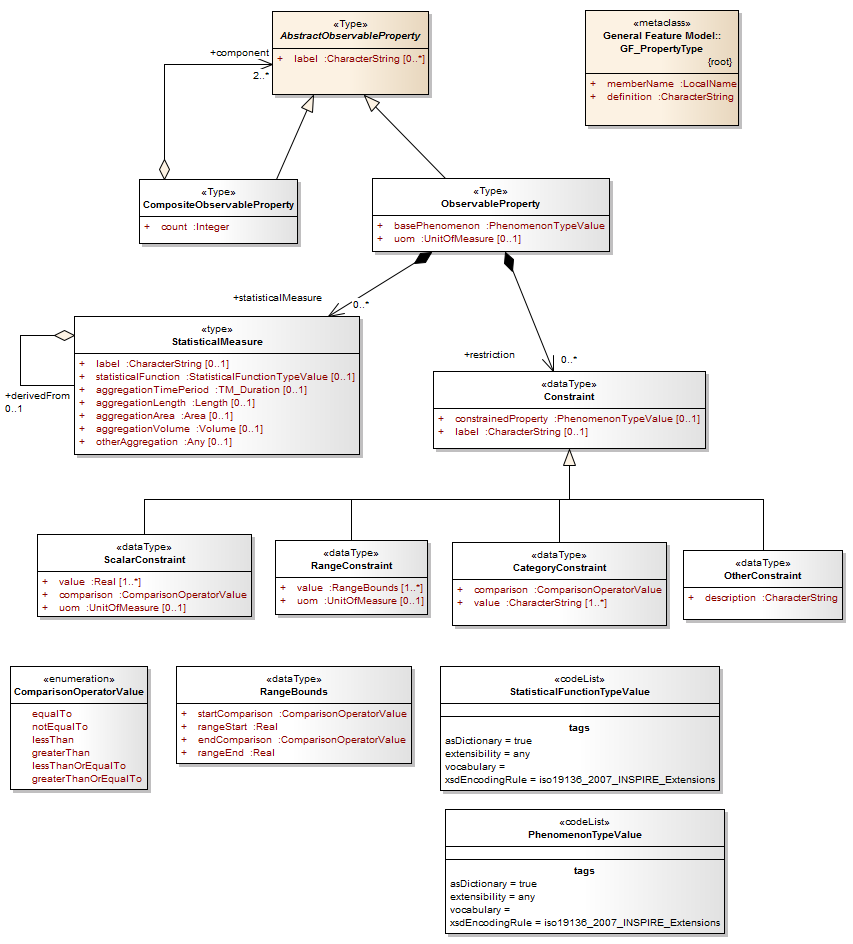 «Type»
AbstractObservableProperty
+ label :CharacterString [0..*]
«metaclass»
General Feature Model::
GF_PropertyType
{root}
+ memberName :LocalName
+ definition :CharacterString
+component
2..*
«Type»
CompositeObservableProperty
+ count :Integer
«Type»
ObservableProperty
+ basePhenomenon :PhenomenonTypeValue
+ uom :UnitOfMeasure [0..1]
+statisticalMeasure
0..*
«type»
StatisticalMeasure
+ label :CharacterString [0..1]
+ statisticalFunction :StatisticalFunctionTypeValue [0..1]
+ aggregationTimePeriod :TM_Duration [0..1]
+ aggregationLength :Length [0..1]
+ aggregationArea :Area [0..1]
+ aggregationVolume :Volume [0..1]
+ otherAggregation :Any [0..1]
+derivedFrom
0..1
+restriction
0..*
«dataType»
Constraint
+ constrainedProperty :PhenomenonTypeValue [0..1]
+ label :CharacterString [0..1]
«dataType»
ScalarConstraint
+ value :Real [1..*]
+ comparison :ComparisonOperatorValue
+ uom :UnitOfMeasure [0..1]
«dataType»
RangeConstraint
+ value :RangeBounds [1..*]
+ uom :UnitOfMeasure [0..1]
«dataType»
CategoryConstraint
+ comparison :ComparisonOperatorValue
+ value :CharacterString [1..*]
«dataType»
OtherConstraint
+ description :CharacterString
«enumeration»
ComparisonOperatorValue
equalTo
notEqualTo
lessThan
greaterThan
lessThanOrEqualTo
greaterThanOrEqualTo
«dataType»
RangeBounds
+ startComparison :ComparisonOperatorValue
+ rangeStart :Real
+ endComparison :ComparisonOperatorValue
+ rangeEnd :Real
«codeList»
StatisticalFunctionTypeValue
tags
asDictionary = true
extensibility = any
vocabulary =
xsdEncodingRule = iso19136_2007_INSPIRE_Extensions
«codeList»
PhenomenonTypeValue
tags
asDictionary = true
extensibility = any
vocabulary =
xsdEncodingRule = iso19136_2007_INSPIRE_Extensions